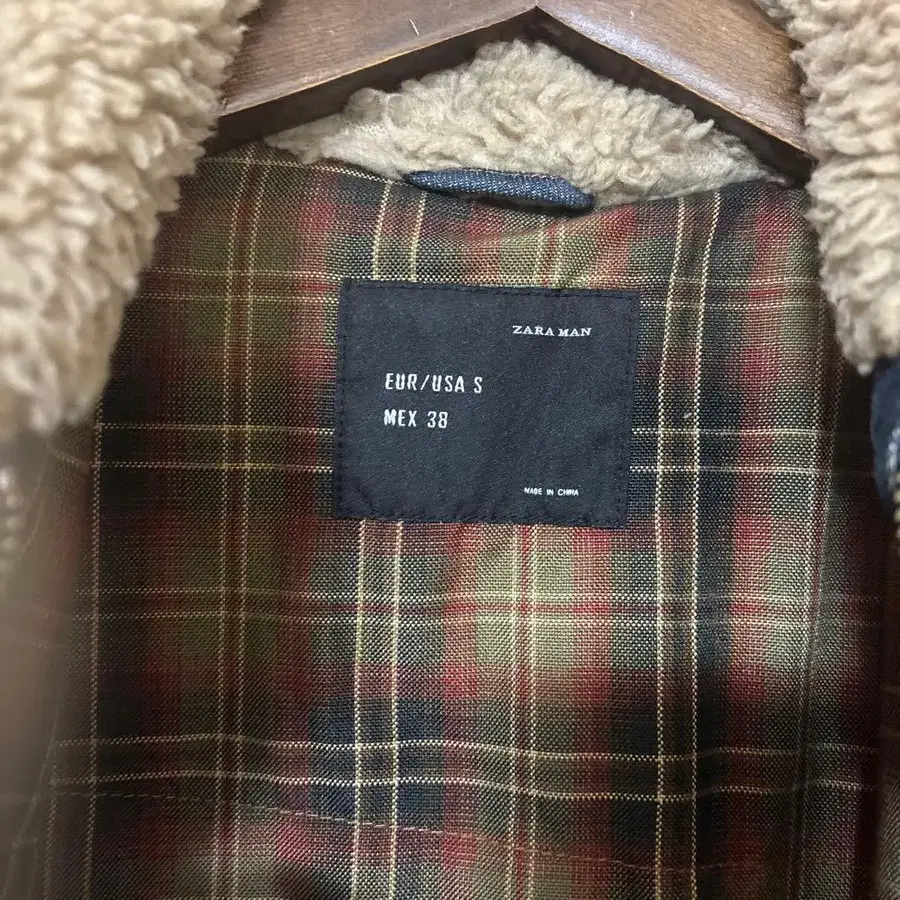 ZARA MAN
EUR/USA S
MEX 38
MADE IN CHINA